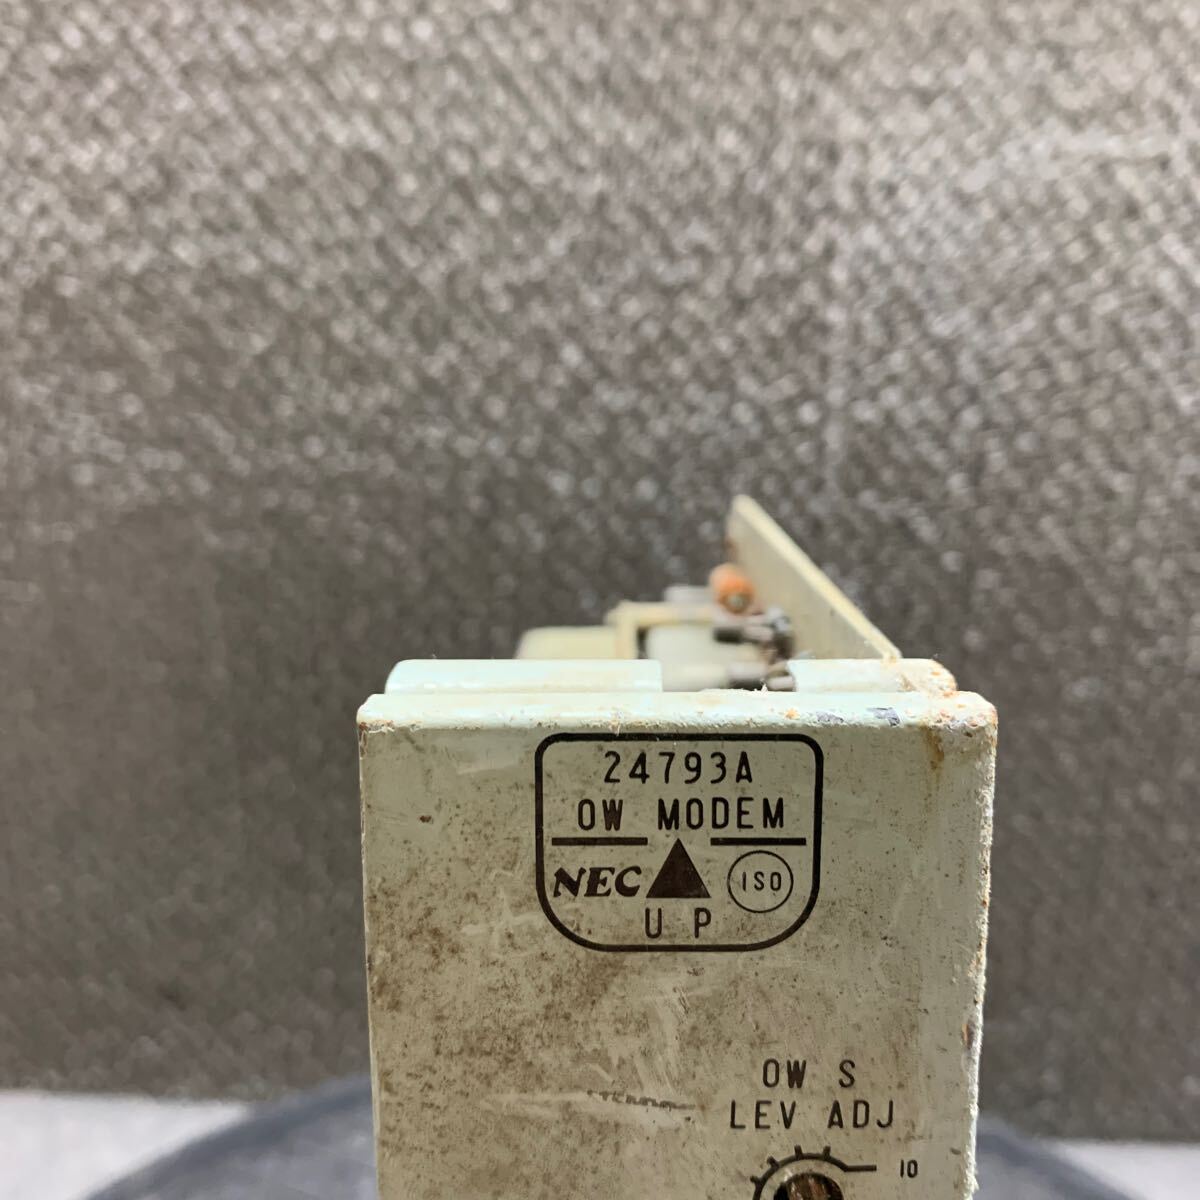 24793A
OW MODEM
NEC ISO
UP
OW S
LEV ADJ
10